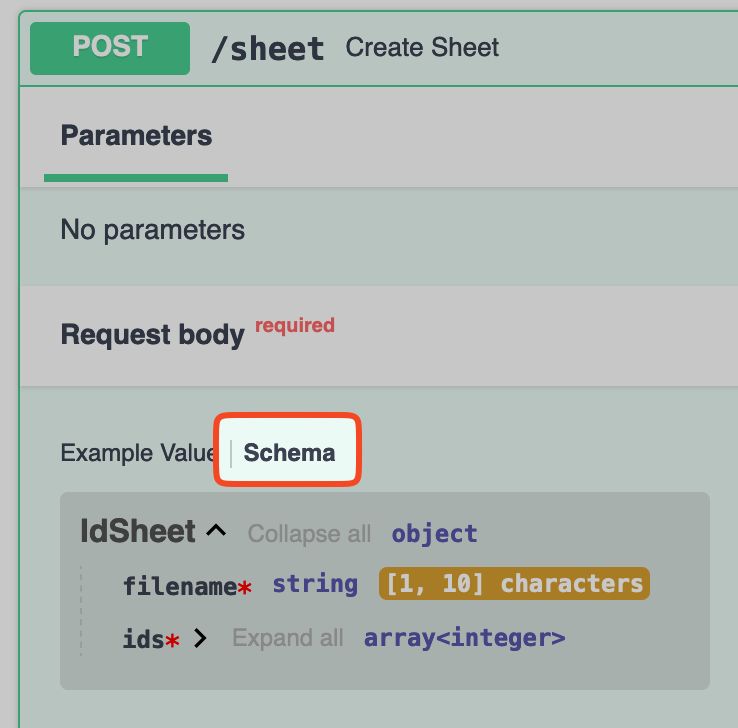 POST /sheet Create Sheet
Parameters
No parameters
Request body required
Example Value Schema
IdSheet Collapse all object
filename* string [1, 10] characters
ids* Expand all array<integer>